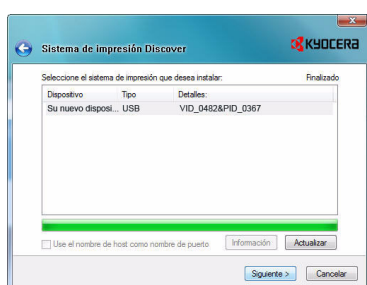 Sistema de impresión Discover
KYOCERA
Seleccione el sistema de impresión que desea instalar:
Finalizado
Dispositivo Tipo Detalles:
Su nuevo disposi... USB VID_0482&PID_0367
Use el nombre de host como nombre de puerto
Información
Actualizar
Siguiente >
Cancelar